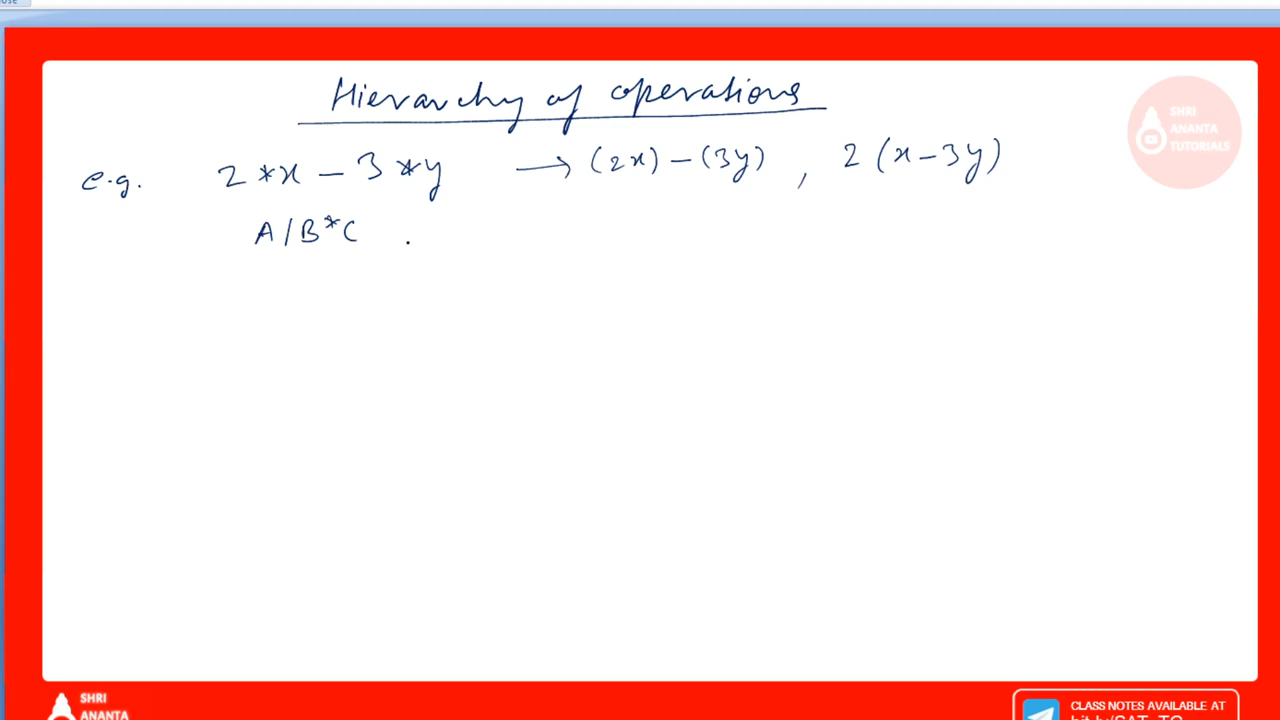 Hierarchy of operations
SHRI
ANANTA
TUTORIALS
e.g. 2 * x - 3 * y → (2x) - (3y) , 2 (x - 3y)
A / B * C .
SHRI
ANANTA
CLASS NOTES AVAILABLE AT